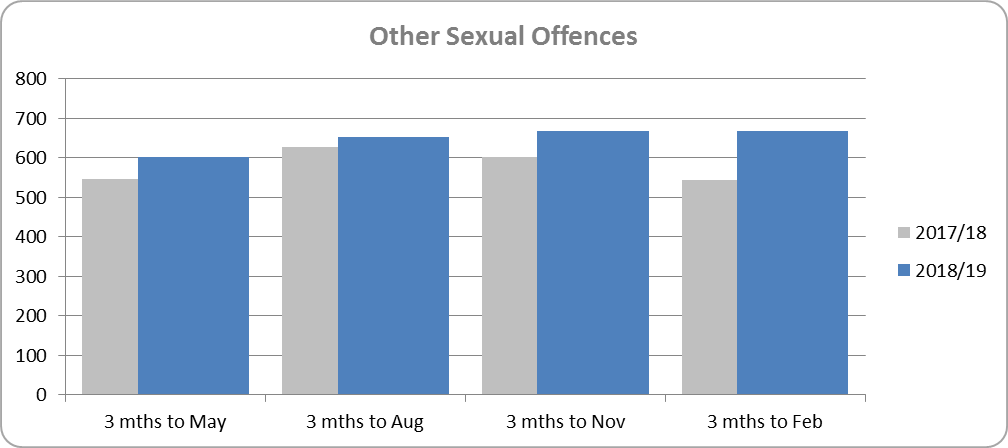 Other Sexual Offences
800
700
600
500
400
300
200
100
0
3 mths to May
3 mths to Aug
3 mths to Nov
3 mths to Feb
2017/18
2018/19